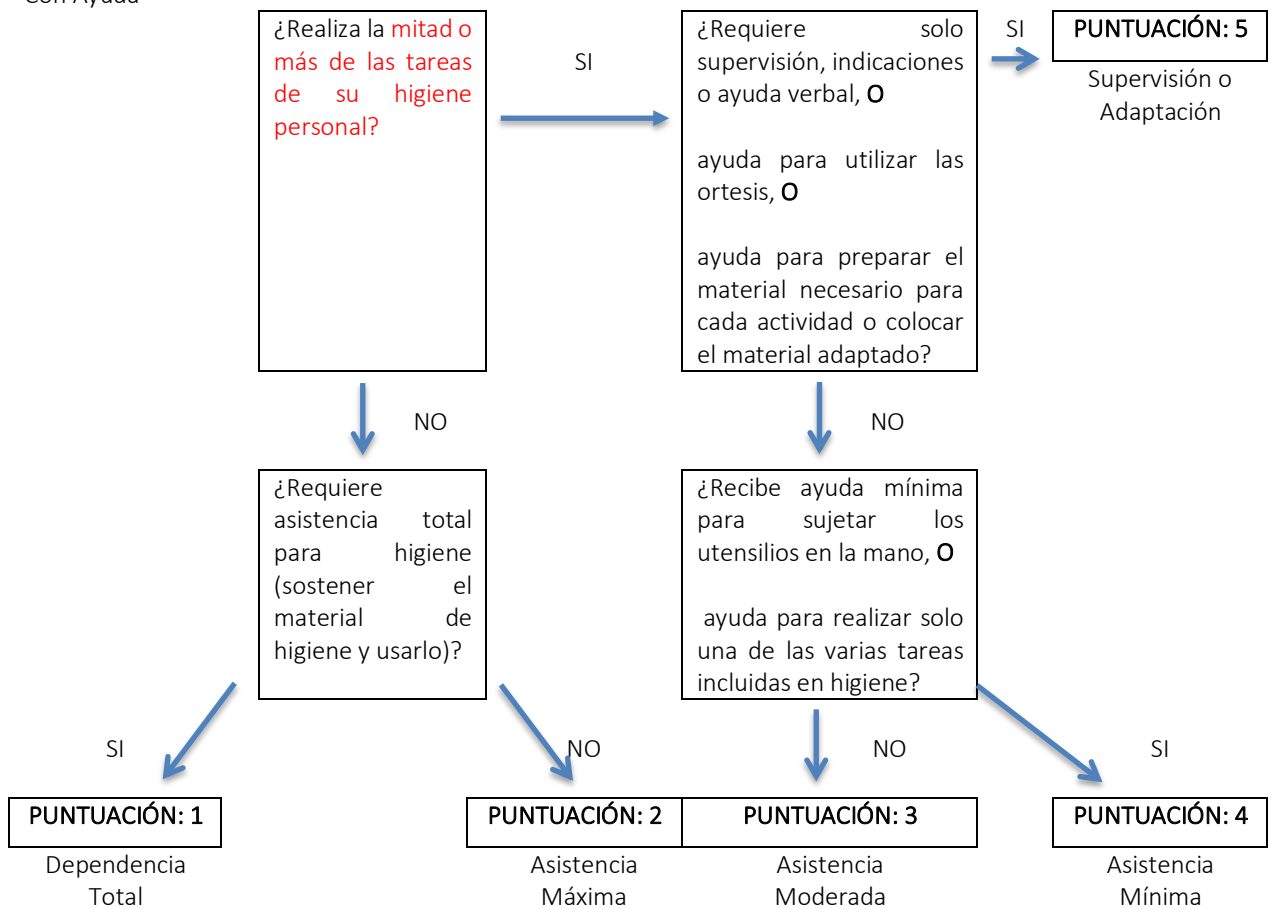 Con Ayuda
¿Realiza la mitad o
más de las tareas
de su higiene
personal?
SI
¿Requiere solo
supervisión, indicaciones
o ayuda verbal, O
ayuda para utilizar las
ortesis, O
ayuda para preparar el
material necesario para
cada actividad o colocar
el material adaptado?
SI
PUNTUACIÓN: 5
Supervisión o
Adaptación
NO
NO
¿Requiere
asistencia total
para higiene
(sostener el
material de
higiene y usarlo)?
¿Recibe ayuda mínima
para sujetar los
utensilios en la mano, O
ayuda para realizar solo
una de las varias tareas
incluidas en higiene?
SI
NO
NO
SI
PUNTUACIÓN: 1
Dependencia
Total
PUNTUACIÓN: 2
Asistencia
Máxima
PUNTUACIÓN: 3
Asistencia
Moderada
PUNTUACIÓN: 4
Asistencia
Mínima